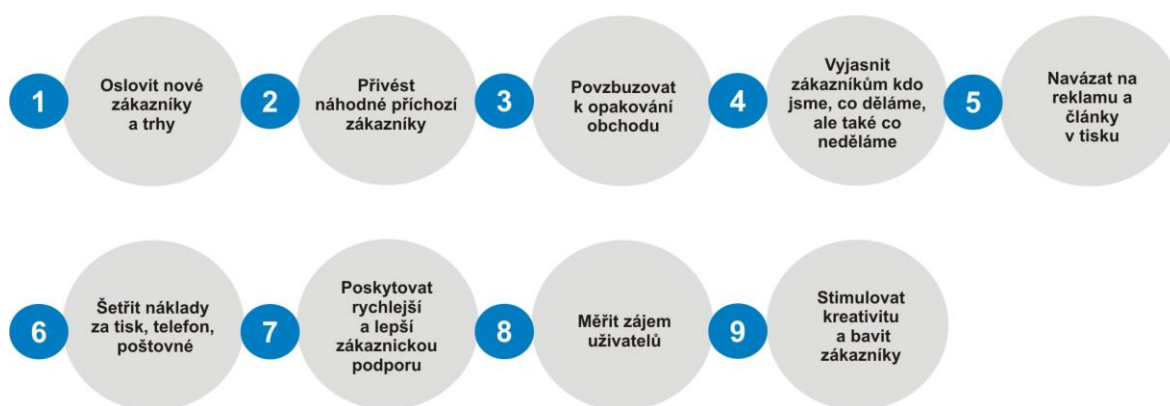 1
Oslovit nové
zákazníky
a trhy
2
Přivést
náhodné příchozí
zákazníky
3
Povzbuzovat
k opakování
obchodu
4
Vyjasnit
zákazníkům kdo
jsme, co děláme,
ale také co
neděláme
5
Navázat na
reklamu a
články
v tisku
6
Šetřit náklady
za tisk, telefon,
poštovné
7
Poskytovat
rychlejší
a lepší
zákaznickou
podporu
8
Měřit zájem
uživatelů
9
Stimulovat
kreativitu
a bavit
zákazníky